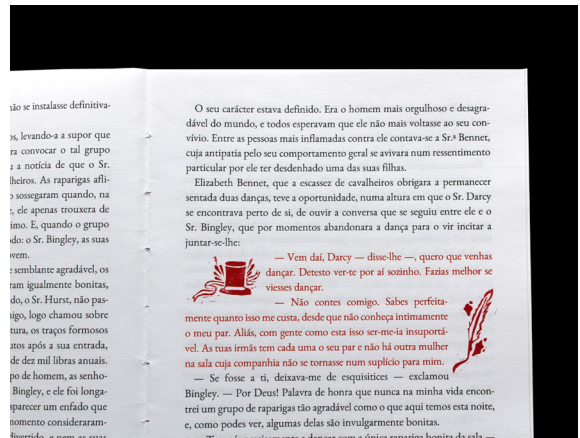 não se instalasse definitiva-
os, levando-a a supor que
ra convocar o tal grupo
a notícia de que o Sr.
lheiros. As raparigas afli-
sossegaram quando, na
ele apenas trouxera de
imo. E, quando o grupo
do: o Sr. Bingley, as suas
vem.
semblante agradável, os
ram igualmente bonitas,
do, o Sr. Hurst, não pas-
igo, logo chamou sobre
tura, os traços formosos
utos após a sua entrada,
de dez mil libras anuais.
po de homem, as senho-
Bingley, e ele foi longa-
sparecer um enfado que
nomento consideraram-
divertido, e nem as suas
O seu carácter estava definido. Era o homem mais orgulhoso e desagra-
dável do mundo, e todos esperavam que ele não mais voltasse ao seu con-
vívio. Entre as pessoas mais inflamadas contra ele contava-se a Sr.ª Bennet,
cuja antipatia pelo seu comportamento geral se avivara num ressentimento
particular por ele ter desdenhado uma das suas filhas.
Elizabeth Bennet, que a escassez de cavalheiros obrigara a permanecer
sentada duas danças, teve a oportunidade, numa altura em que o Sr. Darcy
se encontrava perto de si, de ouvir a conversa que se seguiu entre ele e o
Sr. Bingley, que por momentos abandonara a dança para o vir incitar a
juntar-se-lhe:
— Vem daí, Darcy — disse-lhe —, quero que venhas
dançar. Detesto ver-te por aí sozinho. Fazias melhor se
viesses dançar.
— Não contes comigo. Sabes perfeita-
mente quanto isso me custa, desde que não conheça intimamente
o meu par. Aliás, com gente como esta isso ser-me-ia insuportá-
vel. As tuas irmãs tem cada uma o seu par e não há outra mulher
na sala cuja companhia não se tornasse num suplício para mim.
— Se fosse a ti, deixava-me de esquisitices — exclamou
Bingley. — Por Deus! Palavra de honra que nunca na minha vida encon-
trei um grupo de raparigas tão agradável como o que aqui temos esta noite,
e, como podes ver, algumas delas são invulgarmente bonitas.
a dançar com a única rapariga bonita da sala —